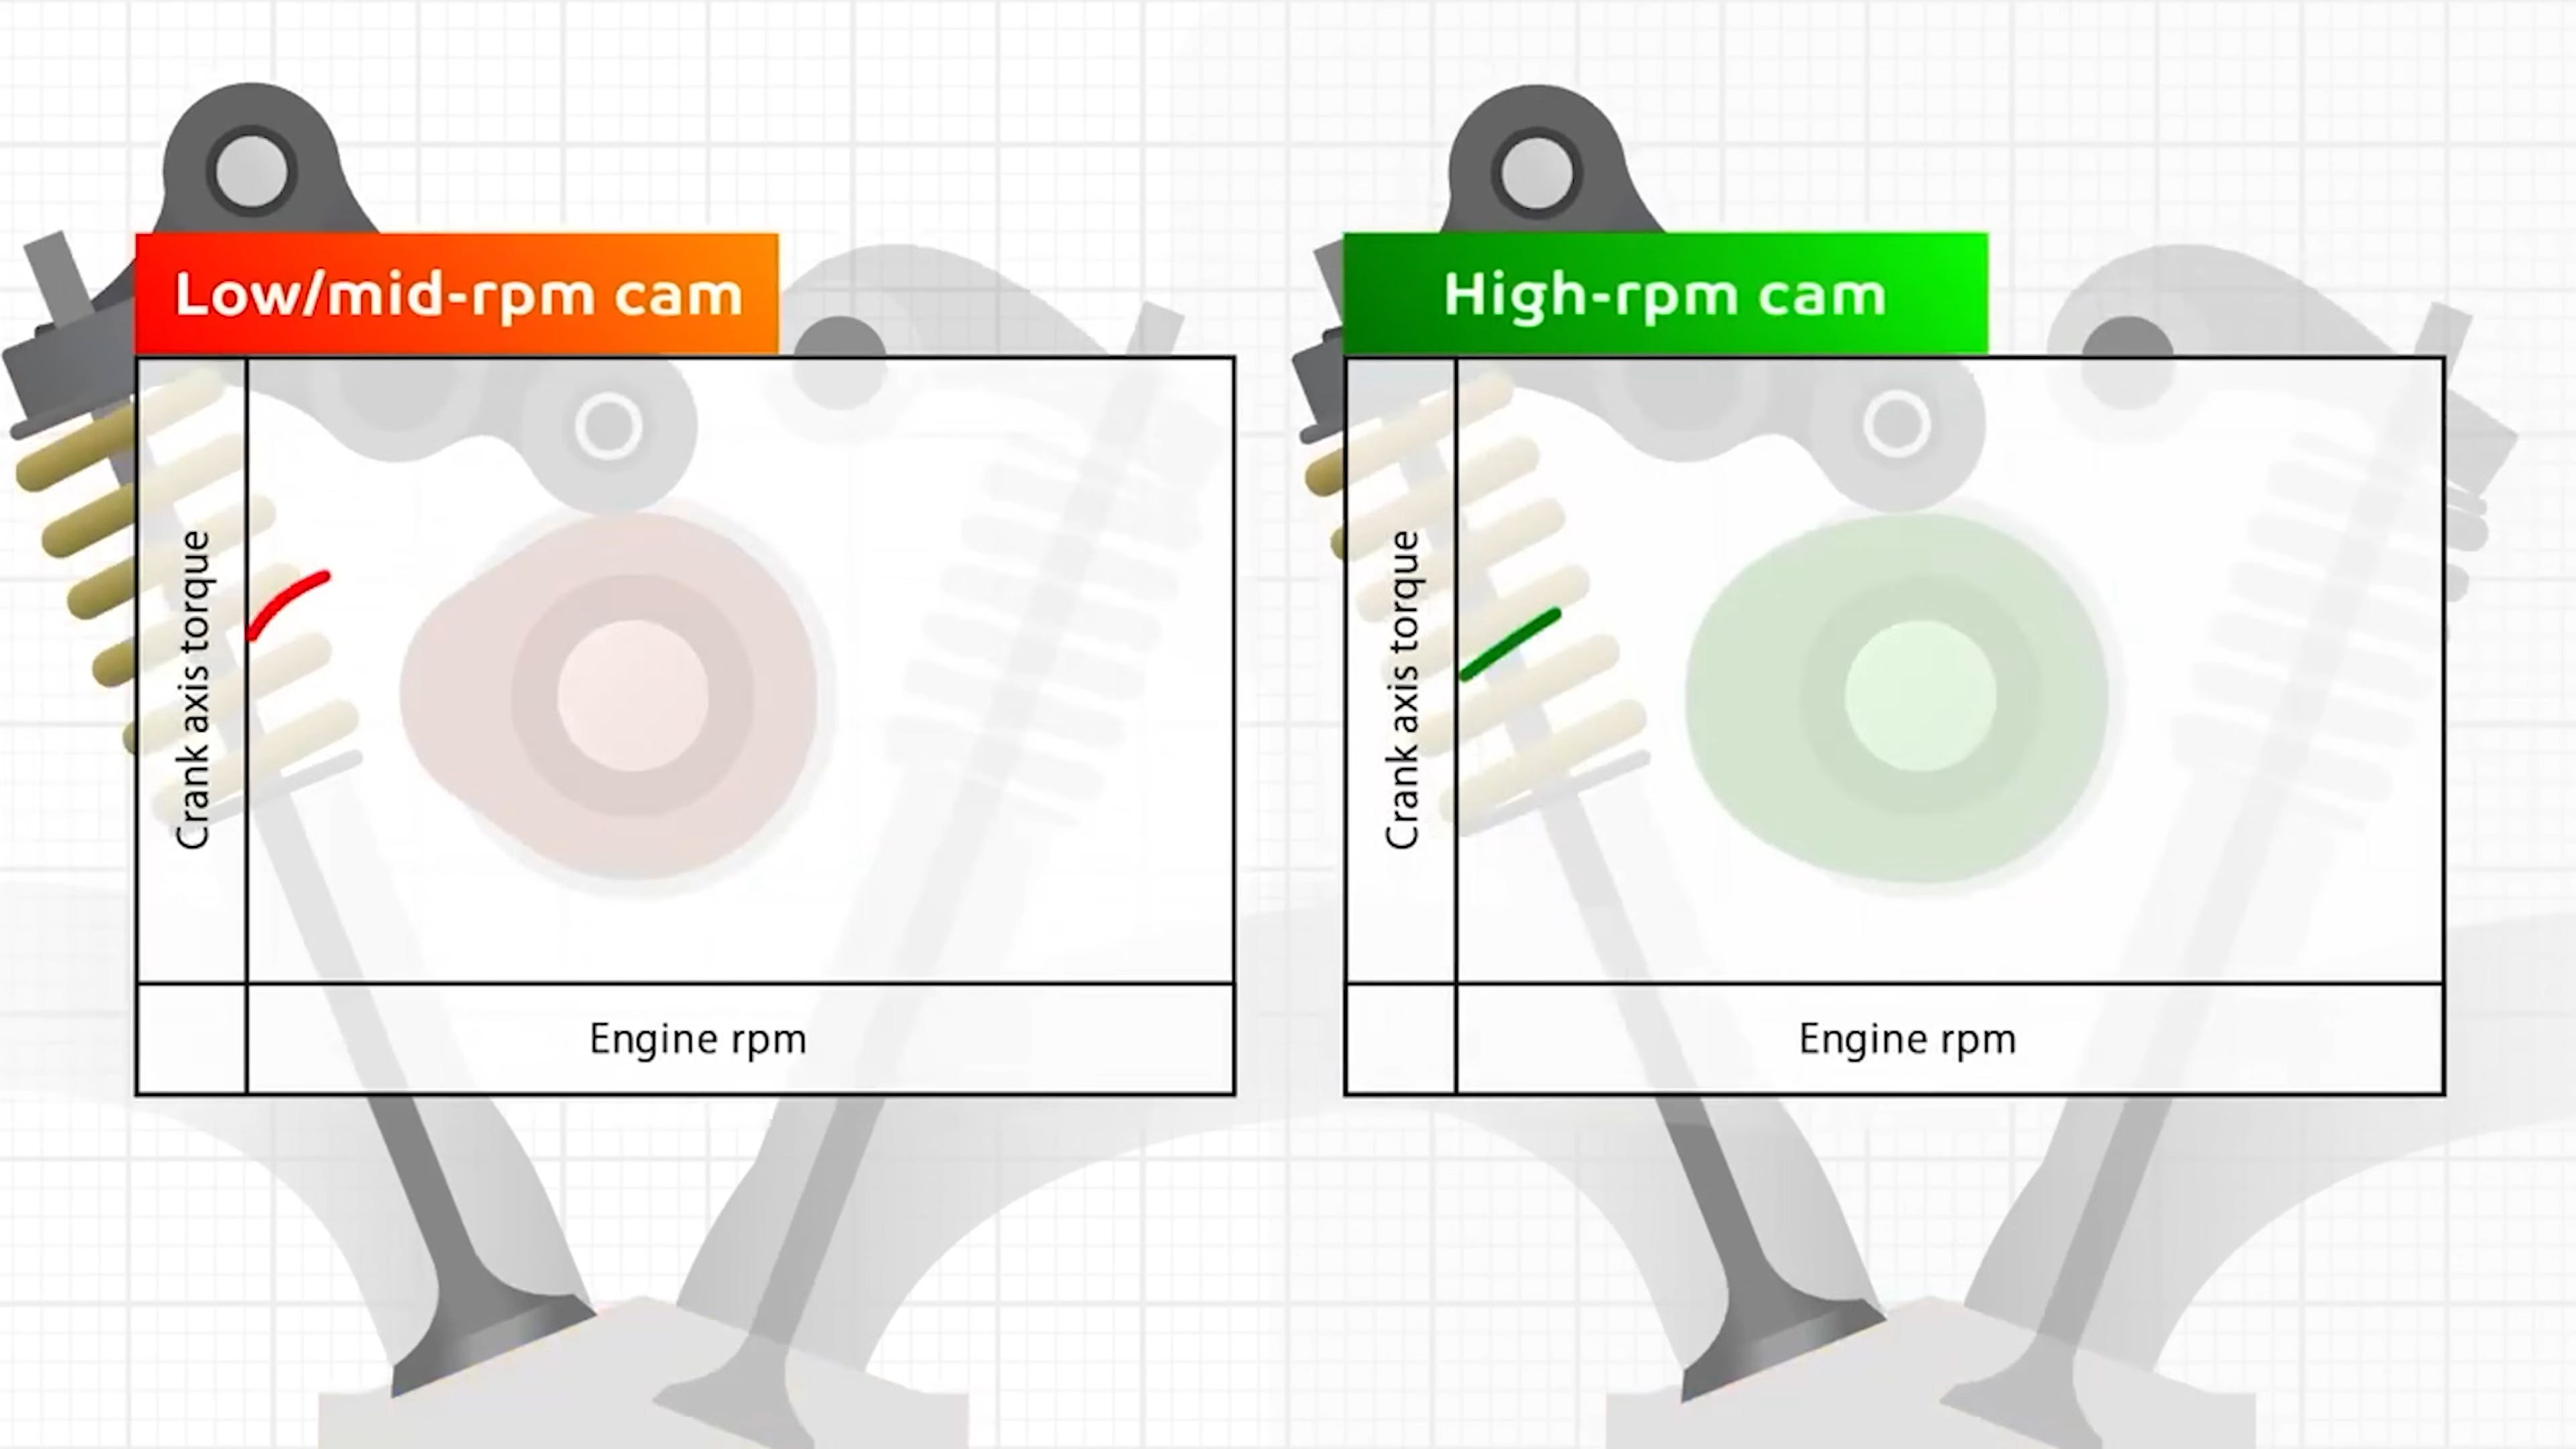 Low/mid-rpm cam
Crank axis torque
Engine rpm
High-rpm cam
Crank axis torque
Engine rpm